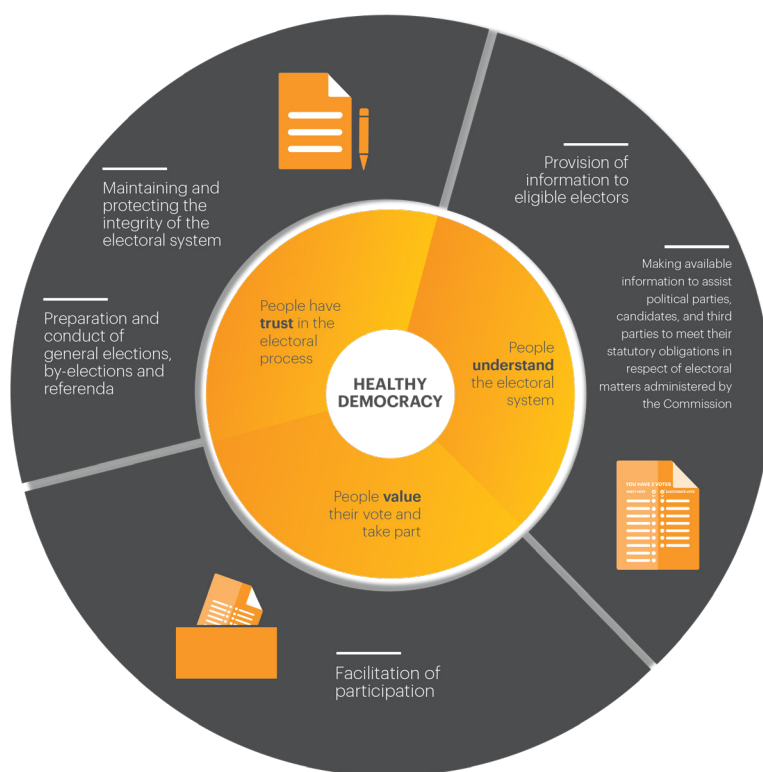 Maintaining and
protecting the
integrity of the
electoral system
Preparation and
conduct of
general elections,
by-elections and
referenda
Provision of
information to
eligible electors
Making available
information to assist
political parties,
candidates, and third
parties to meet their
statutory obligations in
respect of electoral
matters administered by
the Commission
People have
trust in the
electoral
process
People
understand
the electoral
system
HEALTHY
DEMOCRACY
People value
their vote and
take part
YOU HAVE 2 VOTES
PARTY VOTE
ELECTORATE VOTE
Facilitation of
participation